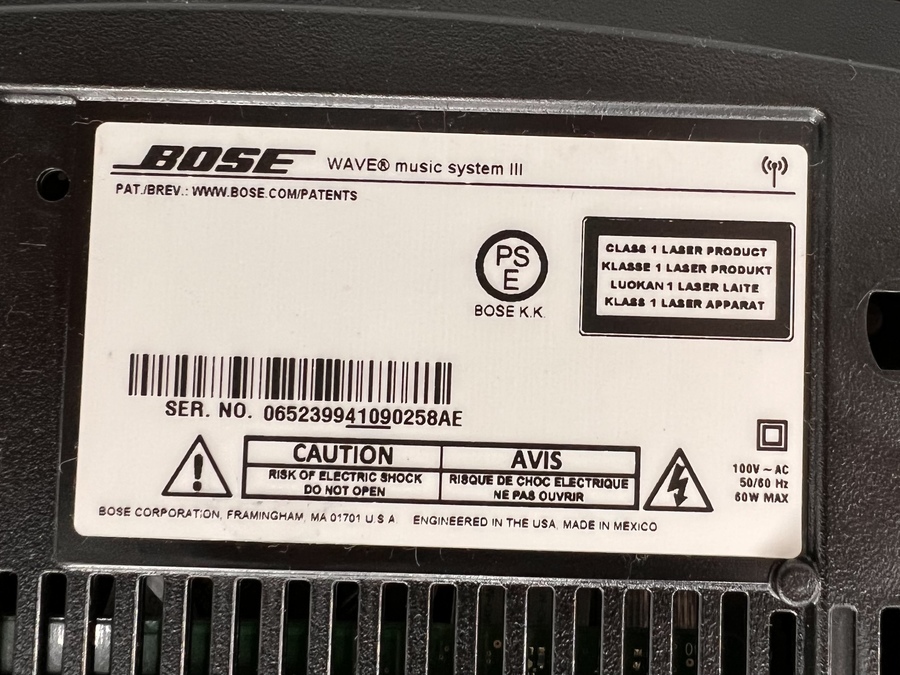 BOSE WAVE® music system III
PAT./BREV.: WWW.BOSE.COM/PATENTS
PS
E
BOSE K.K.
CLASS 1 LASER PRODUCT
KLASSE 1 LASER PRODUKT
LUOKAN 1 LASER LAITE
KLASS 1 LASER APPARAT
SER. NO. 065239941090258AE
CAUTION
RISK OF ELECTRIC SHOCK
DO NOT OPEN
AVIS
RISQUE DE CHOC ELECTRIQUE
NE PAS OUVRIR
100V ~ AC
50/60 Hz
60W MAX
BOSE CORPORATION, FRAMINGHAM, MA 01701 U.S.A. ENGINEERED IN THE USA, MADE IN MEXICO